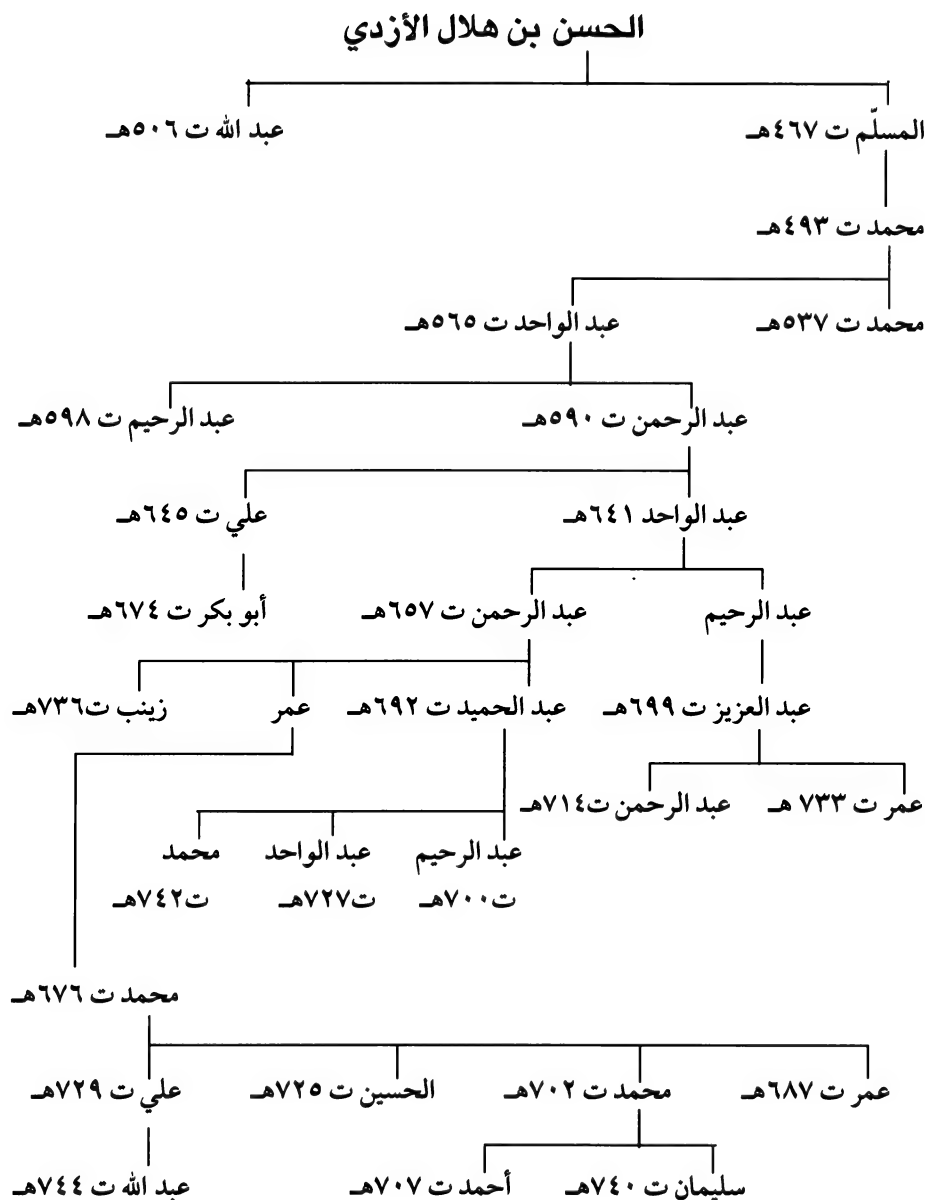 الحسن بن هلال الأزدي
المسلّم ت ٤٦٧هـ عبد الله ت ٥٠٦هـ
محمد ت ٤٩٣هـ
محمد ت ٥٣٧هـ عبد الواحد ت ٥٦٥هـ
عبد الرحمن ت ٥٩٠هـ عبد الرحيم ت ٥٩٨هـ
عبد الواحد ٦٤١هـ علي ت ٦٤٥هـ
عبد الرحيم عبد الرحمن ت ٦٥٧هـ أبو بكر ت ٦٧٤هـ
عبد العزيز ت ٦٩٩هـ عبد الحميد ت ٦٩٢هـ عمر زينب ت٧٣٦هـ
عمر ت ٧٣٣ هـ عبد الرحمن ت٧١٤هـ
عبد الرحيم عبد الواحد محمد
ت٧٠٠هـ ت٧٢٧هـ ت٧٤٢هـ
محمد ت ٦٧٦هـ
عمر ت ٦٨٧هـ محمد ت ٧٠٢هـ الحسين ت ٧٢٥هـ علي ت ٧٢٩هـ
سليمان ت ٧٤٠هـ أحمد ت ٧٠٧هـ عبد الله ت ٧٤٤هـ